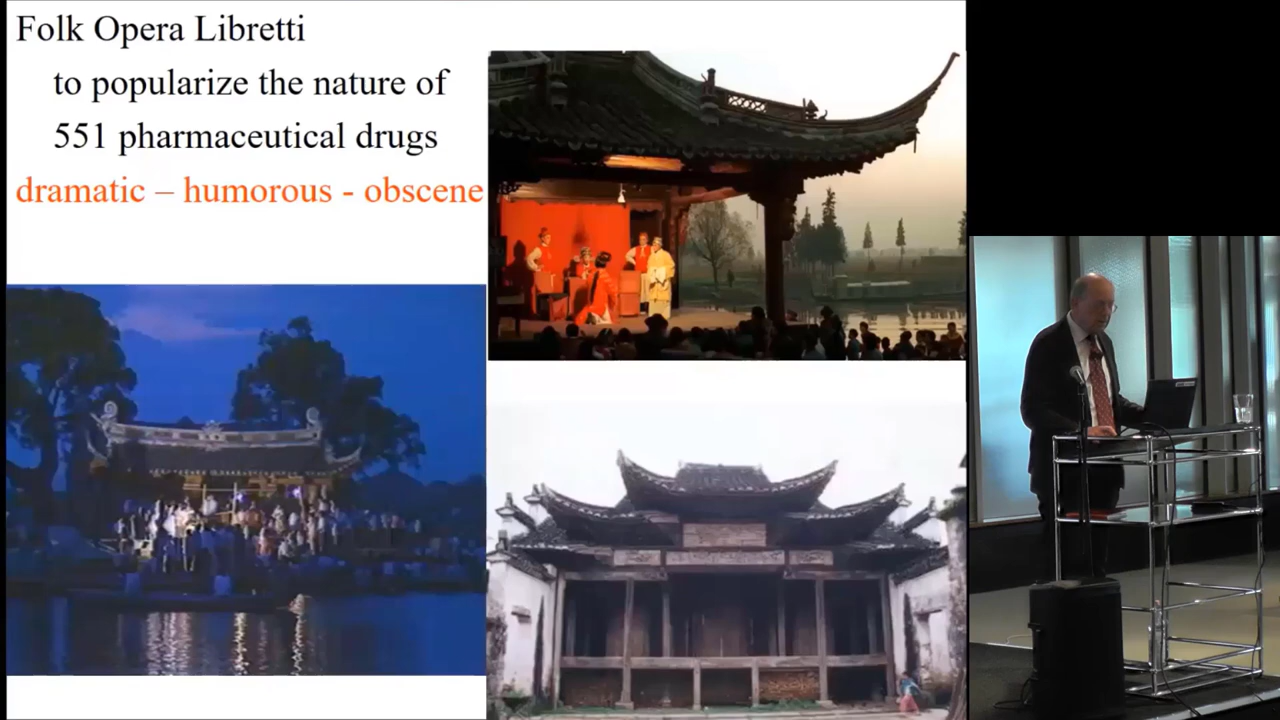 Folk Opera Libretti
to popularize the nature of
551 pharmaceutical drugs
dramatic – humorous - obscene